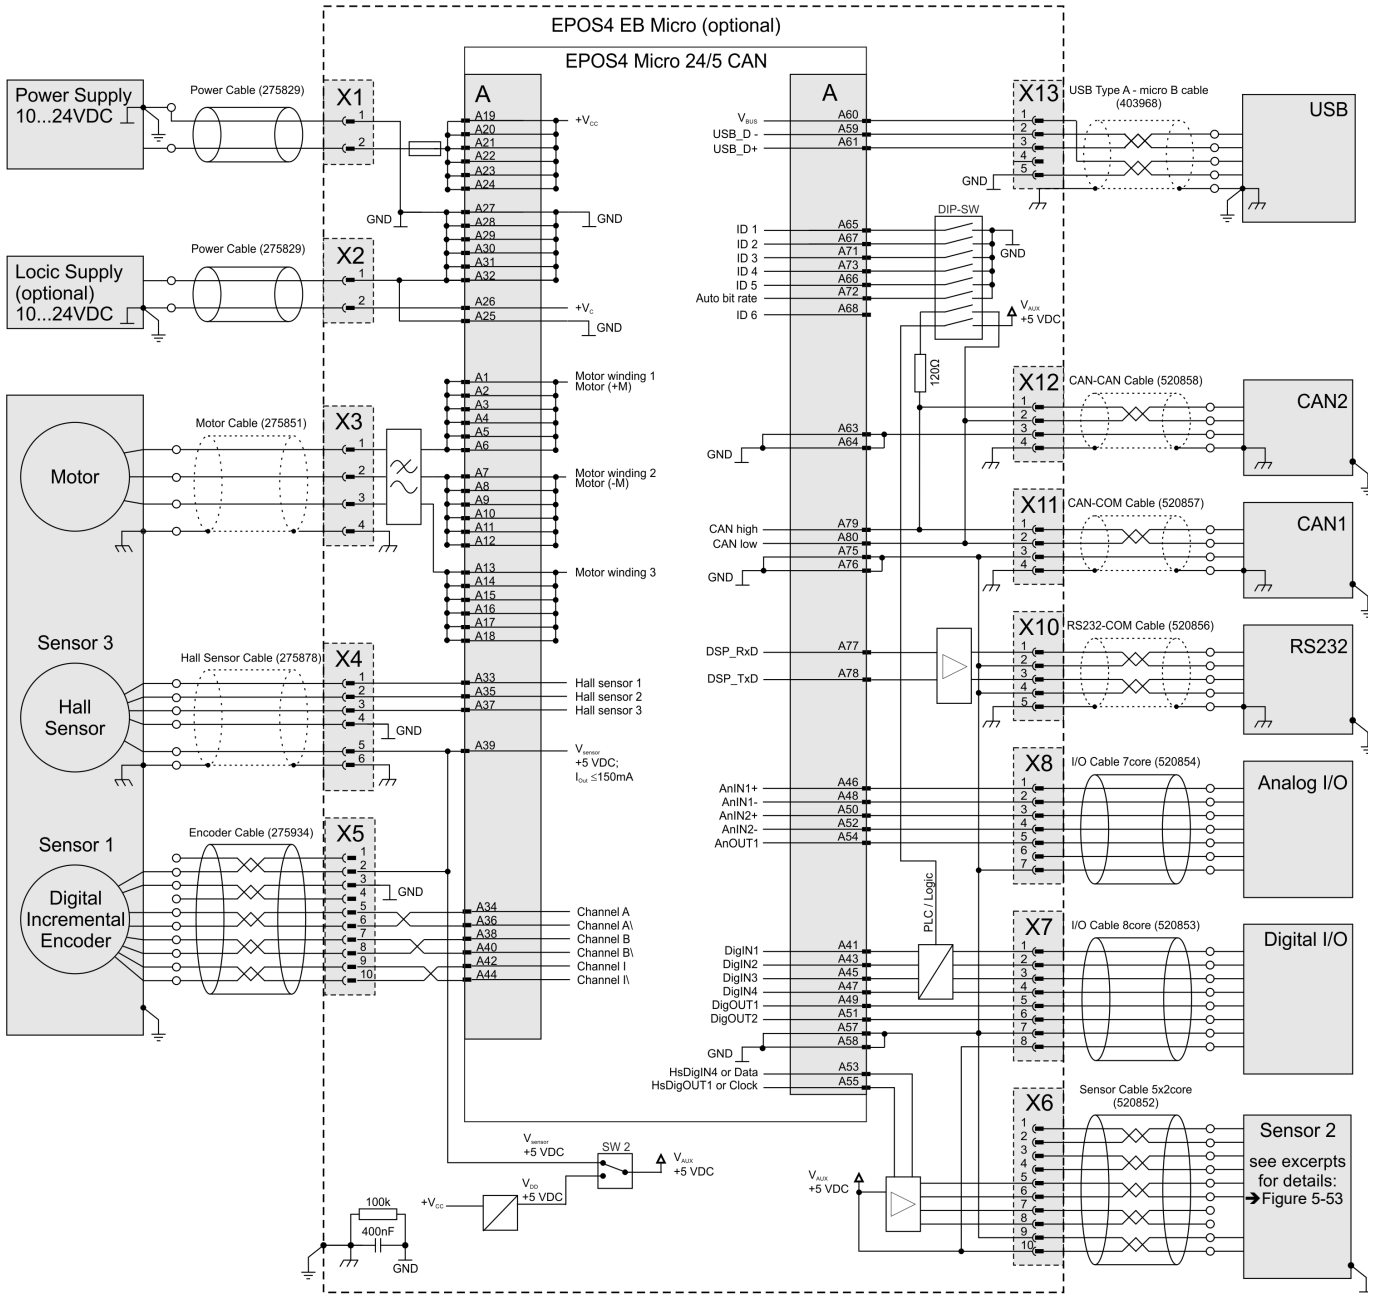 EPOS4 EB Micro (optional)
EPOS4 Micro 24/5 CAN
Power Supply
10...24VDC
Power Cable (275829)
X1
1
2
A
A19
A20
A21
A22
A23
A24
+Vcc
A27
A28
A29
A30
A31
A32
GND
GND
Locic Supply
(optional)
10...24VDC
Power Cable (275829)
X2
1
2
A26
A25
+Vc
GND
Motor
Motor Cable (275851)
X3
1
2
3
4
A1
A2
A3
A4
A5
A6
Motor winding 1
Motor (+M)
A7
A8
A9
A10
A11
A12
Motor winding 2
Motor (-M)
A13
A14
A15
A16
A17
A18
Motor winding 3
Sensor 3
Hall
Sensor
Hall Sensor Cable (275878)
X4
1
2
3
4
5
6
GND
A33
A35
A37
A39
Hall sensor 1
Hall sensor 2
Hall sensor 3
Vsensor
+5 VDC;
IOut ≤150mA
Sensor 1
Digital
Incremental
Encoder
Encoder Cable (275934)
X5
1
2
3
4
5
6
7
8
9
10
GND
A34
A36
A38
A40
A42
A44
Channel A
Channel A\
Channel B
Channel B\
Channel I
Channel I\
Vsensor
+5 VDC
SW 2
VAUX
+5 VDC
+Vcc
VDD
+5 VDC
100k
400nF
GND
A
VBUS
USB_D -
USB_D+
A60
A59
A61
X13
1
2
3
4
5
GND
USB Type A - micro B cable
(403968)
USB
DIP-SW
ID 1
ID 2
ID 3
ID 4
ID 5
Auto bit rate
ID 6
A65
A67
A71
A73
A66
A72
A68
GND
VAUX
+5 VDC
120Ω
X12
1
2
3
4
CAN-CAN Cable (520858)
CAN2
A63
A64
GND
X11
1
2
3
4
CAN-COM Cable (520857)
CAN1
CAN high
CAN low
A79
A80
A75
A76
GND
X10
1
2
3
4
5
RS232-COM Cable (520856)
RS232
DSP_RxD
DSP_TxD
A77
A78
X8
1
2
3
4
5
6
7
I/O Cable 7core (520854)
Analog I/O
AnIN1+
AnIN1-
AnIN2+
AnIN2-
AnOUT1
A46
A48
A50
A52
A54
PLC / Logic
X7
1
2
3
4
5
6
7
8
I/O Cable 8core (520853)
Digital I/O
DigIN1
DigIN2
DigIN3
DigIN4
DigOUT1
DigOUT2
A41
A43
A45
A47
A49
A51
A57
A58
GND
HsDigIN4 or Data
HsDigOUT1 or Clock
A53
A55
X6
1
2
3
4
5
6
7
8
9
10
Sensor Cable 5x2core
(520852)
VAUX
+5 VDC
Sensor 2
see excerpts
for details:
➔Figure 5-53